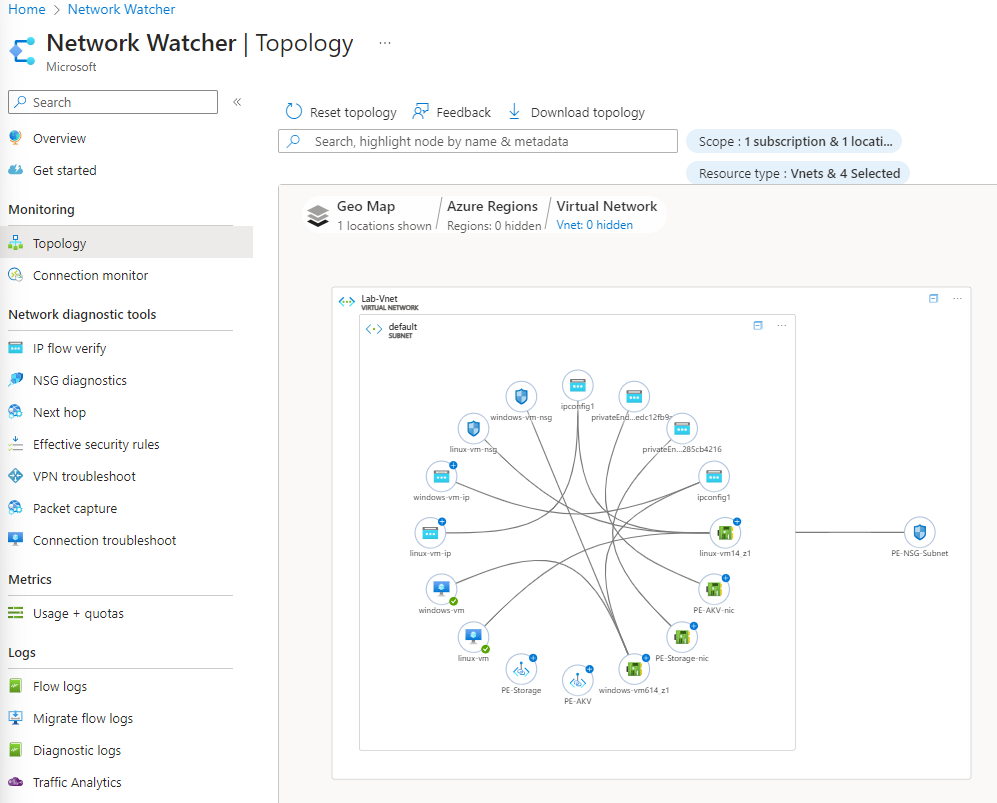 Home > Network Watcher
Network Watcher | Topology ...
Microsoft
Search
«
Overview
Get started
Monitoring
Topology
Connection monitor
Network diagnostic tools
IP flow verify
NSG diagnostics
Next hop
Effective security rules
VPN troubleshoot
Packet capture
Connection troubleshoot
Metrics
Usage + quotas
Logs
Flow logs
Migrate flow logs
Diagnostic logs
Traffic Analytics
Reset topology
Feedback
Download topology
Search, highlight node by name & metadata
Scope : 1 subscription & 1 locati...
Resource type : Vnets & 4 Selected
Geo Map
1 locations shown
Azure Regions
Regions: 0 hidden
Virtual Network
Vnet: 0 hidden
Lab-Vnet
VIRTUAL NETWORK
default
SUBNET
ipconfig1
windows-vm-nsg
privateEnd...edc12fb9
linux-vm-nsg
privateEn...285cb4216
windows-vm-ip
ipconfig1
linux-vm-ip
linux-vm14_z1
PE-NSG-Subnet
windows-vm
PE-AKV-nic
linux-vm
PE-Storage-nic
PE-Storage
windows-vm614_z1
PE-AKV